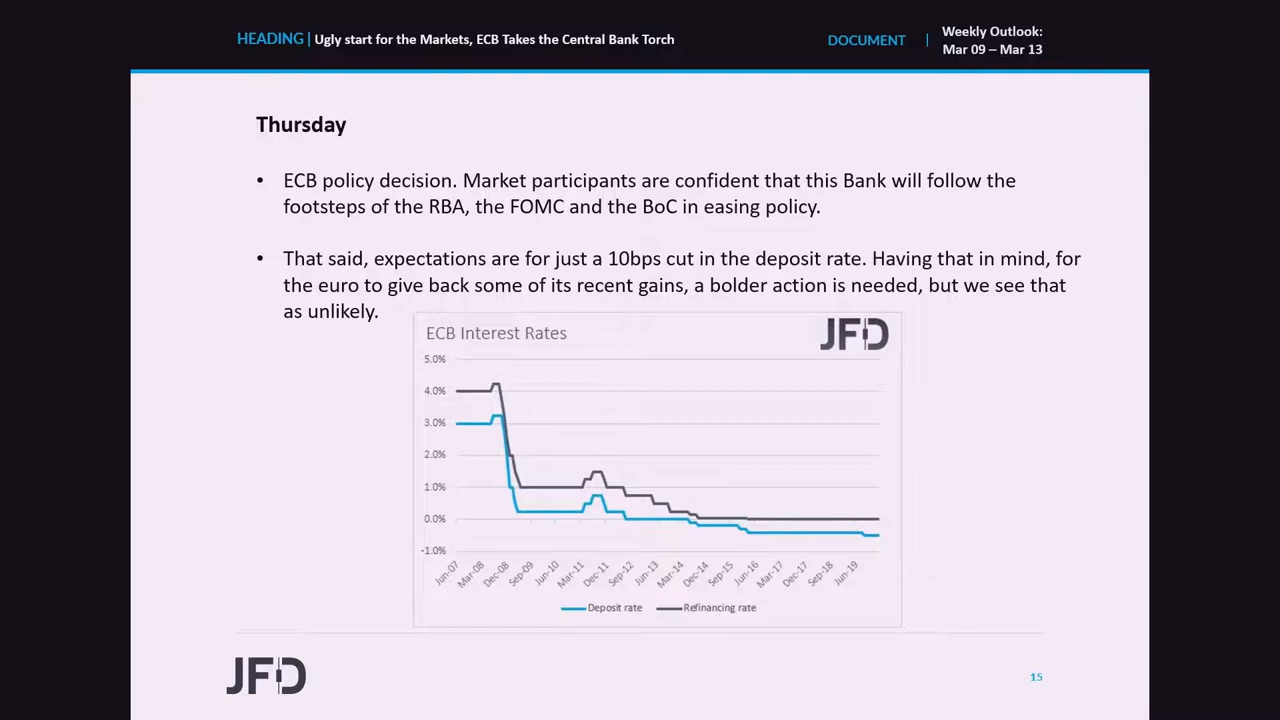 HEADING | Ugly start for the Markets, ECB Takes the Central Bank Torch
DOCUMENT | Weekly Outlook:
Mar 09 – Mar 13
Thursday
• ECB policy decision. Market participants are confident that this Bank will follow the
footsteps of the RBA, the FOMC and the BoC in easing policy.
• That said, expectations are for just a 10bps cut in the deposit rate. Having that in mind, for
the euro to give back some of its recent gains, a bolder action is needed, but we see that
as unlikely.
ECB Interest Rates
JFD
5.0%
4.0%
3.0%
2.0%
1.0%
0.0%
-1.0%
Jun-07
Mar-08
Dec-08
Sep-09
Jun-10
Mar-11
Dec-11
Sep-12
Jun-13
Mar-14
Dec-14
Sep-15
Jun-16
Mar-17
Dec-17
Sep-18
Jun-19
Deposit rate
Refinancing rate
JFD
15